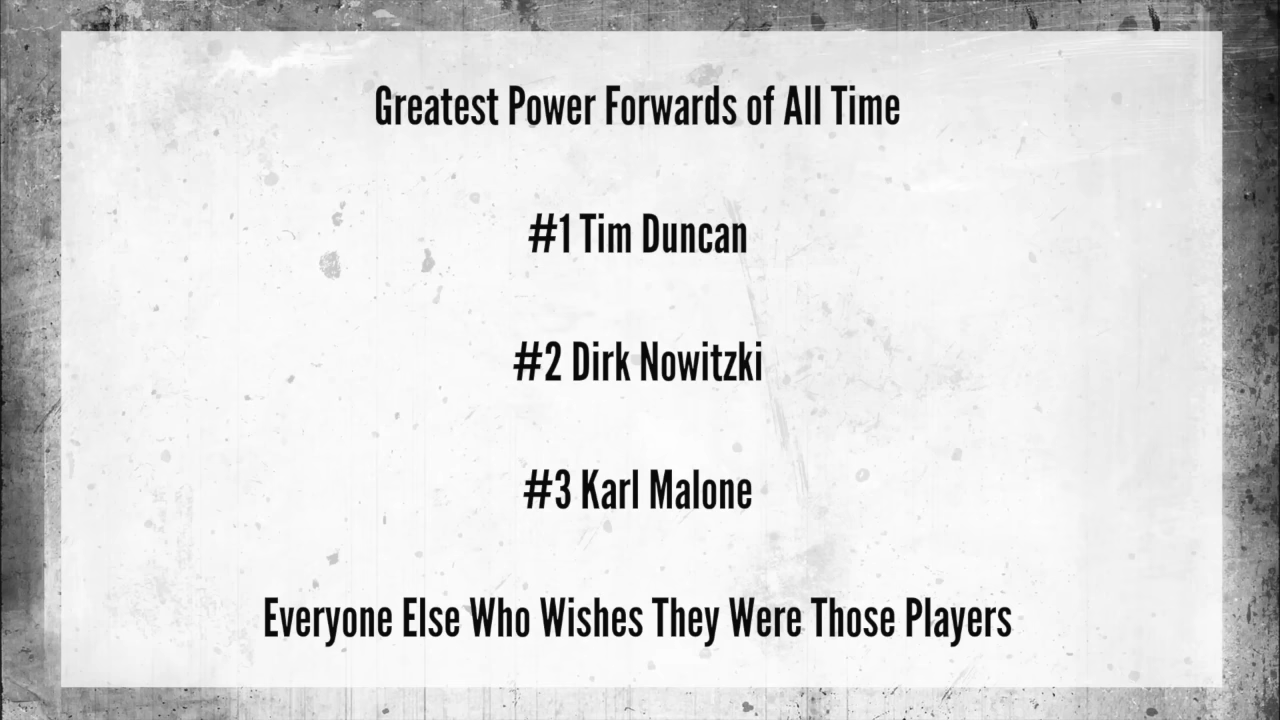 Greatest Power Forwards of All Time
#1 Tim Duncan
#2 Dirk Nowitzki
#3 Karl Malone
Everyone Else Who Wishes They Were Those Players